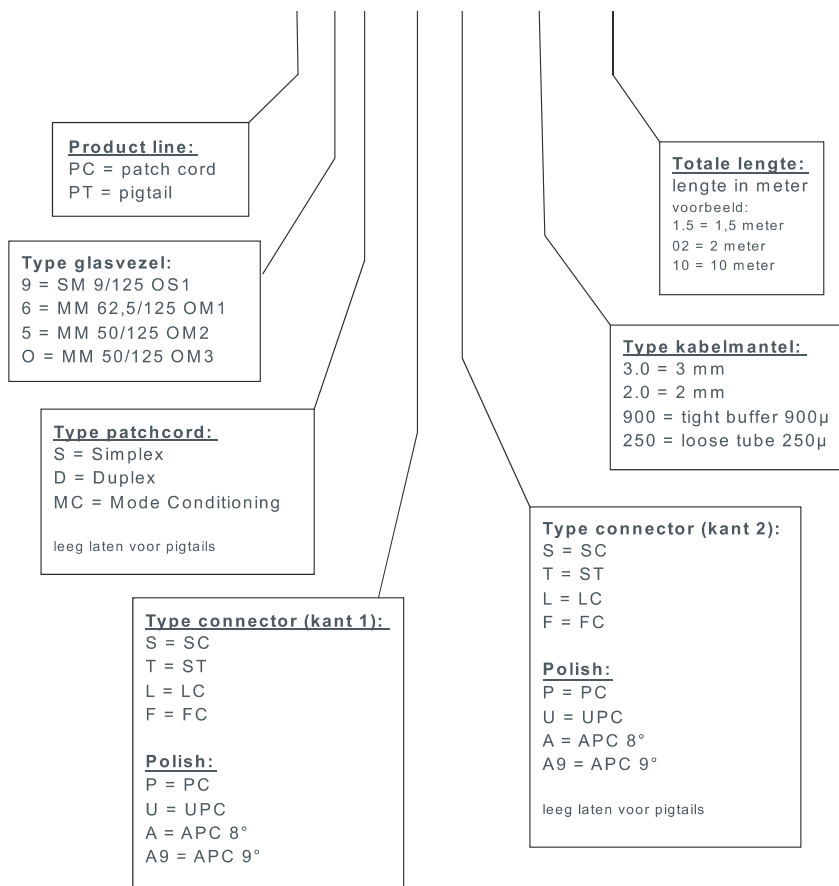 Product line:
PC = patch cord
PT = pigtail
Type glasvezel:
9 = SM 9/125 OS1
6 = MM 62,5/125 OM1
5 = MM 50/125 OM2
O = MM 50/125 OM3
Type patchcord:
S = Simplex
D = Duplex
MC = Mode Conditioning
leeg laten voor pigtails
Type connector (kant 1):
S = SC
T = ST
L = LC
F = FC
Polish:
P = PC
U = UPC
A = APC 8°
A9 = APC 9°
Type connector (kant 2):
S = SC
T = ST
L = LC
F = FC
Polish:
P = PC
U = UPC
A = APC 8°
A9 = APC 9°
leeg laten voor pigtails
Type kabelmantel:
3.0 = 3 mm
2.0 = 2 mm
900 = tight buffer 900µ
250 = loose tube 250µ
Totale lengte:
lengte in meter
voorbeeld:
1.5 = 1,5 meter
02 = 2 meter
10 = 10 meter